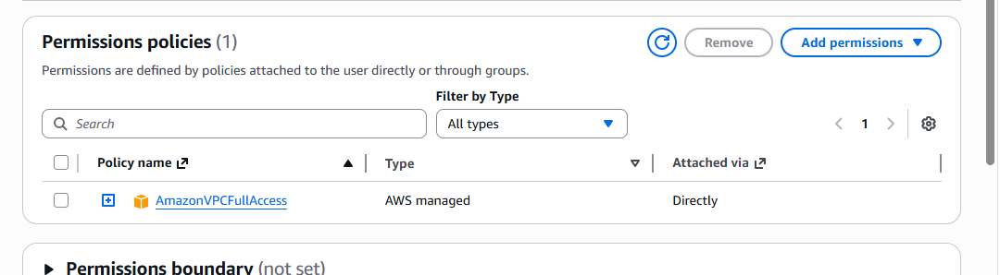 Permissions policies (1)
Remove
Add permissions
Permissions are defined by policies attached to the user directly or through groups.
Filter by Type
Search
All types
1
Policy name
Type
Attached via
AmazonVPCFullAccess
AWS managed
Directly
Permissions boundary (not set)